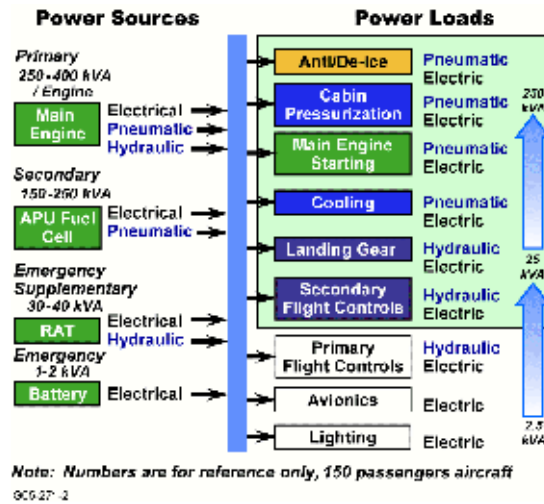 Power Sources
Power Loads
Primary
250-400 kVA
/ Engine
Main
Engine
Electrical
Pneumatic
Hydraulic
Secondary
150-250 kVA
APU Fuel
Cell
Electrical
Pneumatic
Emergency
Supplementary
30-40 kVA
RAT
Electrical
Hydraulic
Emergency
1-2 kVA
Battery
Electrical
Anti/De-Ice
Pneumatic
Electric
Cabin
Pressurization
Pneumatic
Electric
Main Engine
Starting
Pneumatic
Electric
Cooling
Pneumatic
Electric
Landing Gear
Hydraulic
Electric
Secondary
Flight Controls
Hydraulic
Electric
Primary
Flight Controls
Hydraulic
Electric
Avionics
Electric
Lighting
Electric
250
kVA
25
kVA
2.5
kVA
Note: Numbers are for reference only, 150 passengers aircraft